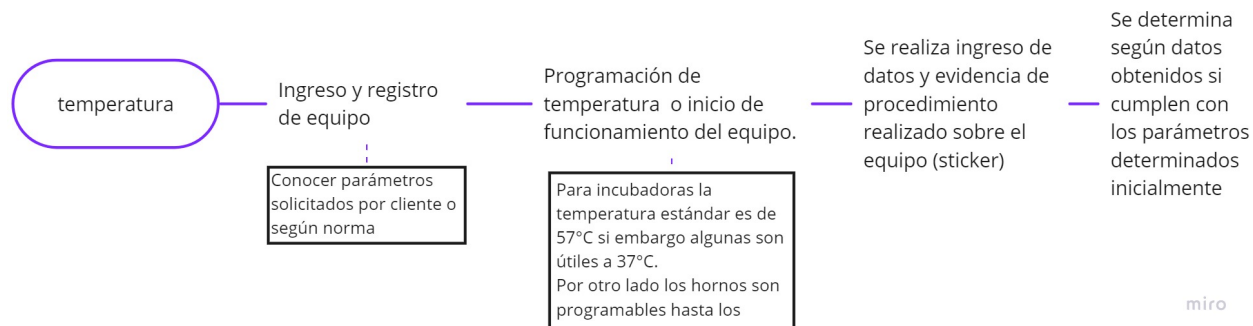 temperatura
Ingreso y registro
de equipo
Conocer parámetros
solicitados por cliente o
según norma
Programación de
temperatura o inicio de
funcionamiento del equipo.
Para incubadoras la
temperatura estándar es de
57°C si embargo algunas son
útiles a 37°C.
Por otro lado los hornos son
programables hasta los
Se realiza ingreso de
datos y evidencia de
procedimiento
realizado sobre el
equipo (sticker)
Se determina
según datos
obtenidos si
cumplen con
los parámetros
determinados
inicialmente
miro